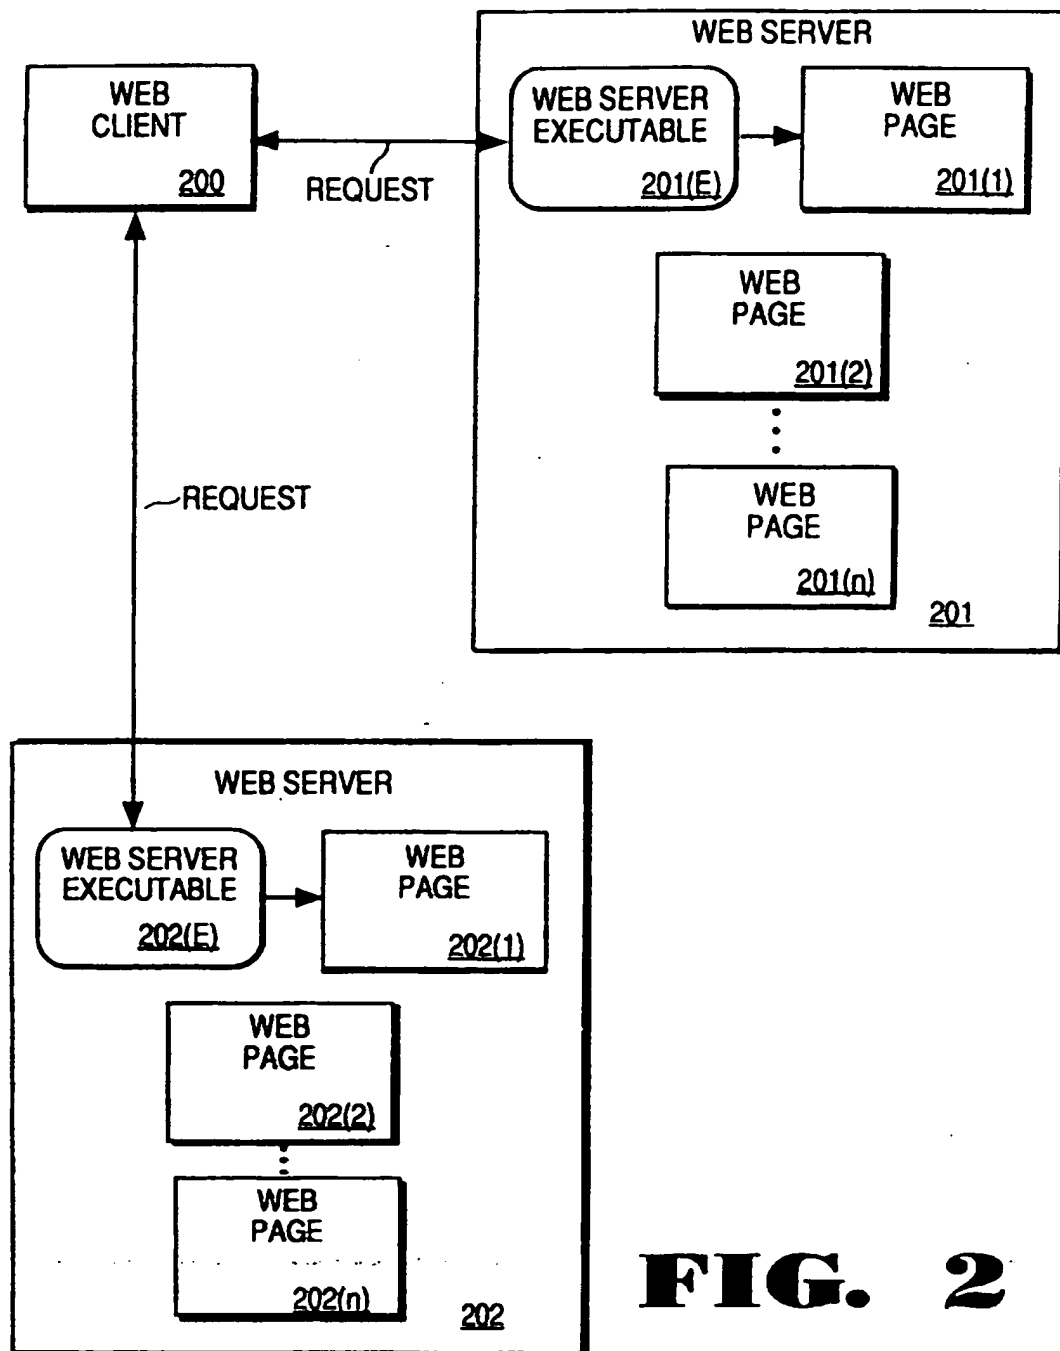 WEB SERVER
WEB
CLIENT
200
REQUEST
WEB SERVER
EXECUTABLE
201(E)
WEB
PAGE
201(1)
WEB
PAGE
201(2)
WEB
PAGE
201(n)
201
REQUEST
WEB SERVER
WEB SERVER
EXECUTABLE
202(E)
WEB
PAGE
202(1)
WEB
PAGE
202(2)
WEB
PAGE
202(n)
202
FIG. 2